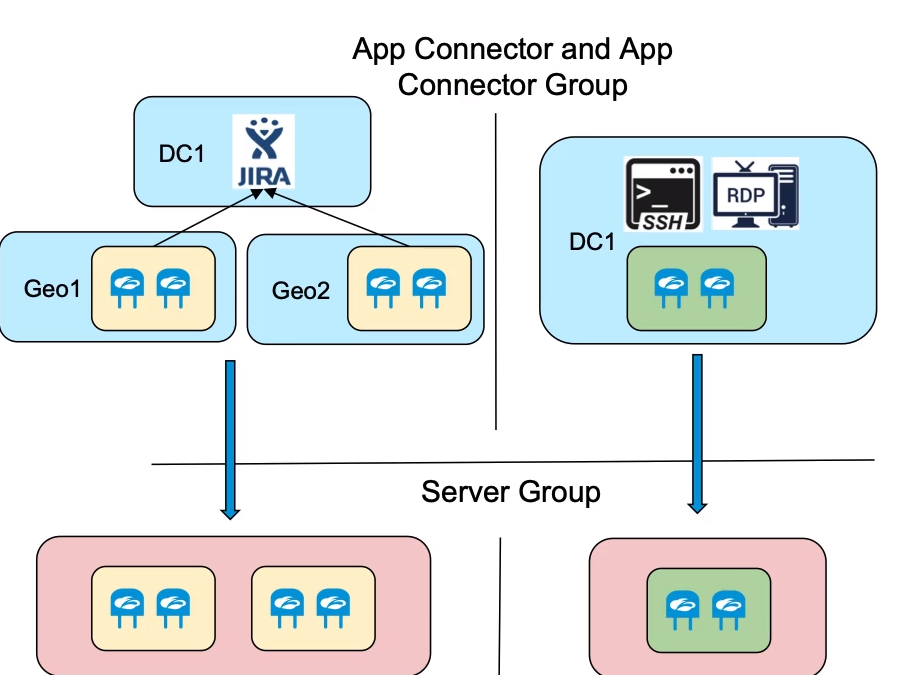 App Connector and App
Connector Group
DC1
JIRA
Geo1
Geo2
>_
SSH
RDP
DC1
Server Group